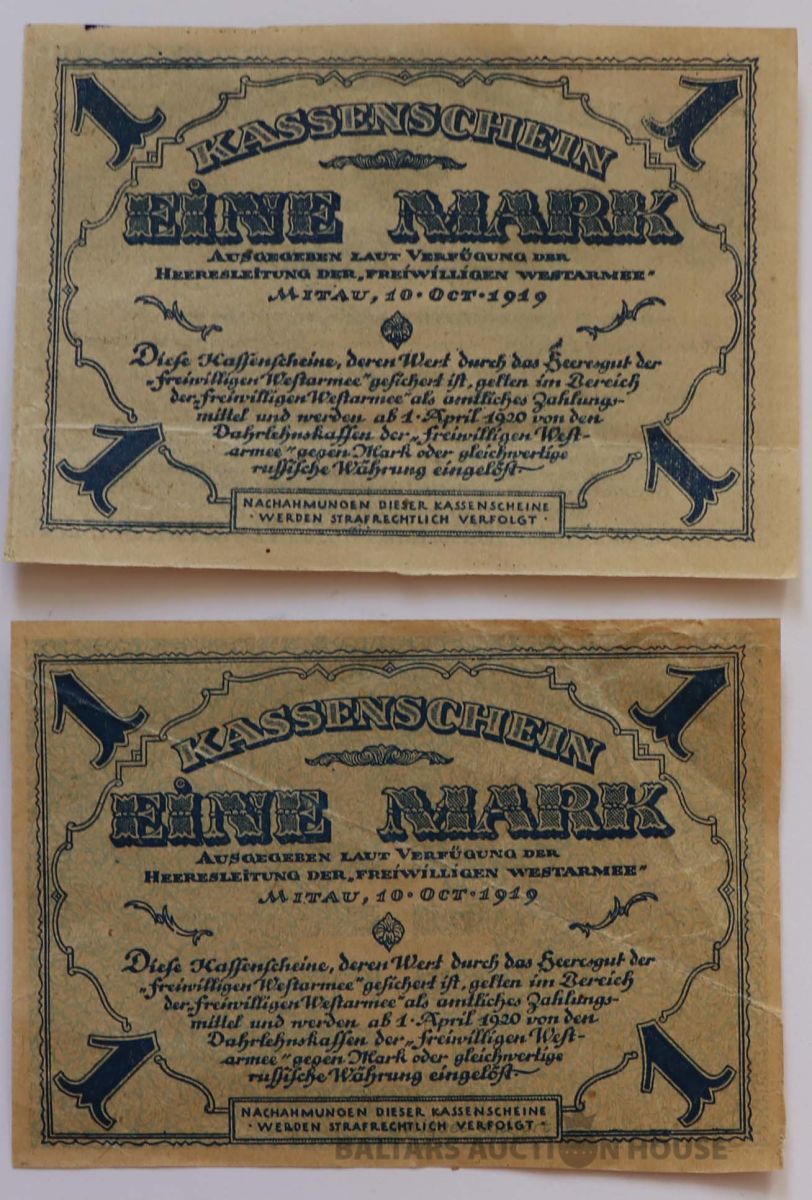 1 1
KASSENSCHEIN
EINE MARK
AUSGEGEBEN LAUT VERFÜGUNG DER
HEERESLEITUNG DER „FREIWILLIGEN WESTARMEE"
MITAU, 10 · OCT · 1919
Diese Kassenscheine, deren Wert durch das Heeresgut der
„freiwilligen Westarmee" gesichert ist, gelten im Bereich
der „freiwilligen Westarmee" als amtliches Zahlungs-
mittel und werden ab 1 · April 1920 von den
Dahrlehnskassen der „freiwilligen West-
armee" gegen Mark oder gleichwertige
russische Währung eingelöst.
1 1
NACHAHMUNGEN DIESER KASSENSCHEINE
· WERDEN STRAFRECHTLICH VERFOLGT ·
1 1
KASSENSCHEIN
EINE MARK
AUSGEGEBEN LAUT VERFÜGUNG DER
HEERESLEITUNG DER „FREIWILLIGEN WESTARMEE"
MITAU, 10 · OCT · 1919
Diese Kassenscheine, deren Wert durch das Heeresgut der
„freiwilligen Westarmee" gesichert ist, gelten im Bereich
der „freiwilligen Westarmee" als amtliches Zahlungs-
mittel und werden ab 1 · April 1920 von den
Dahrlehnskassen der „freiwilligen West-
armee" gegen Mark oder gleichwertige
russische Währung eingelöst.
1 1
NACHAHMUNGEN DIESER KASSENSCHEINE
· WERDEN STRAFRECHTLICH VERFOLGT ·
BALTARS AUCTION HOUSE